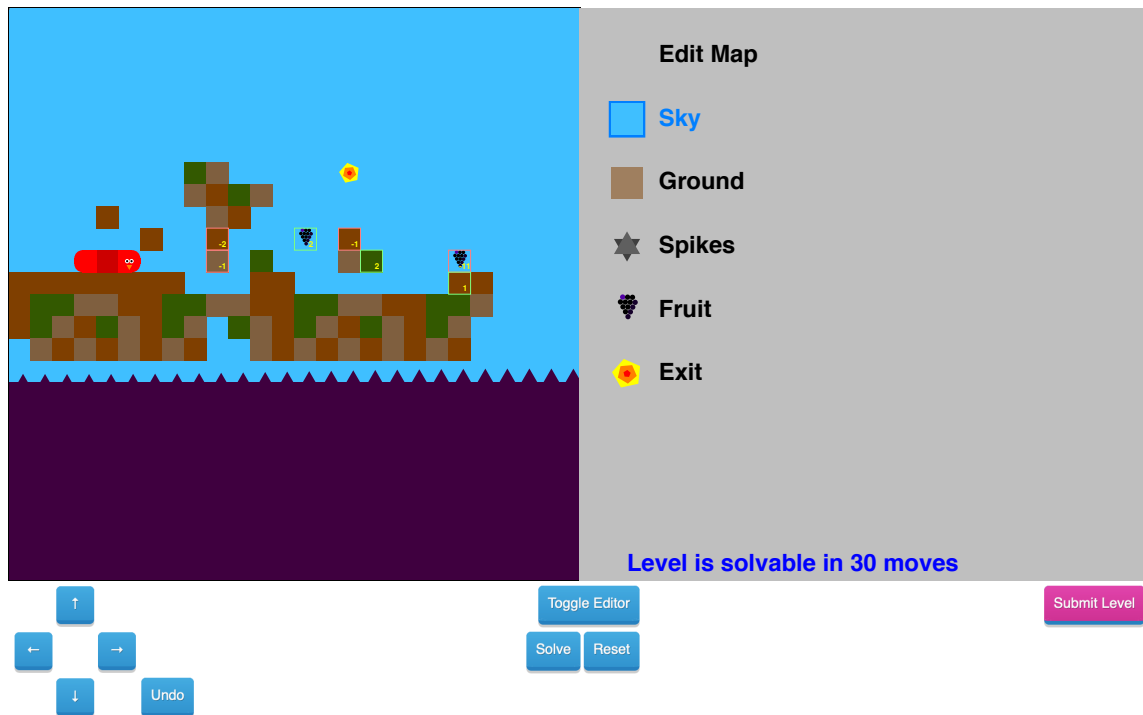 Edit Map
Sky
Ground
Spikes
Fruit
Exit
-2
2
-1
-1
2
11
1
Level is solvable in 30 moves
↑
Toggle Editor
Submit Level
←
→
Solve
Reset
↓
Undo